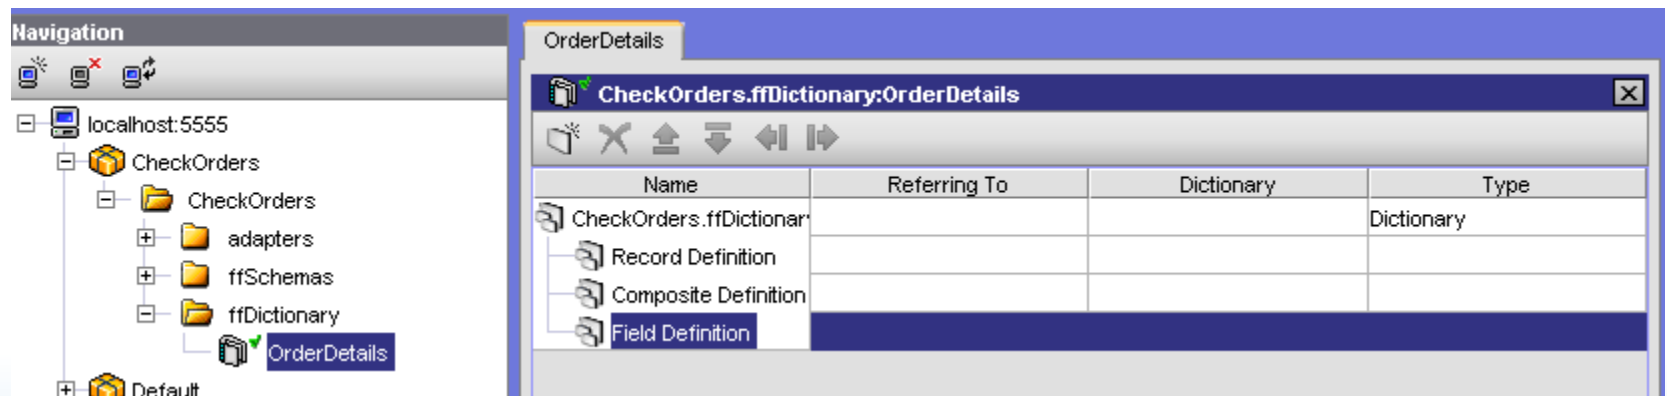 Navigation
localhost:5555
CheckOrders
CheckOrders
adapters
ffSchemas
ffDictionary
OrderDetails
Default
OrderDetails
CheckOrders.ffDictionary:OrderDetails
Name Referring To Dictionary Type
CheckOrders.ffDictionar Dictionary
Record Definition
Composite Definition
Field Definition